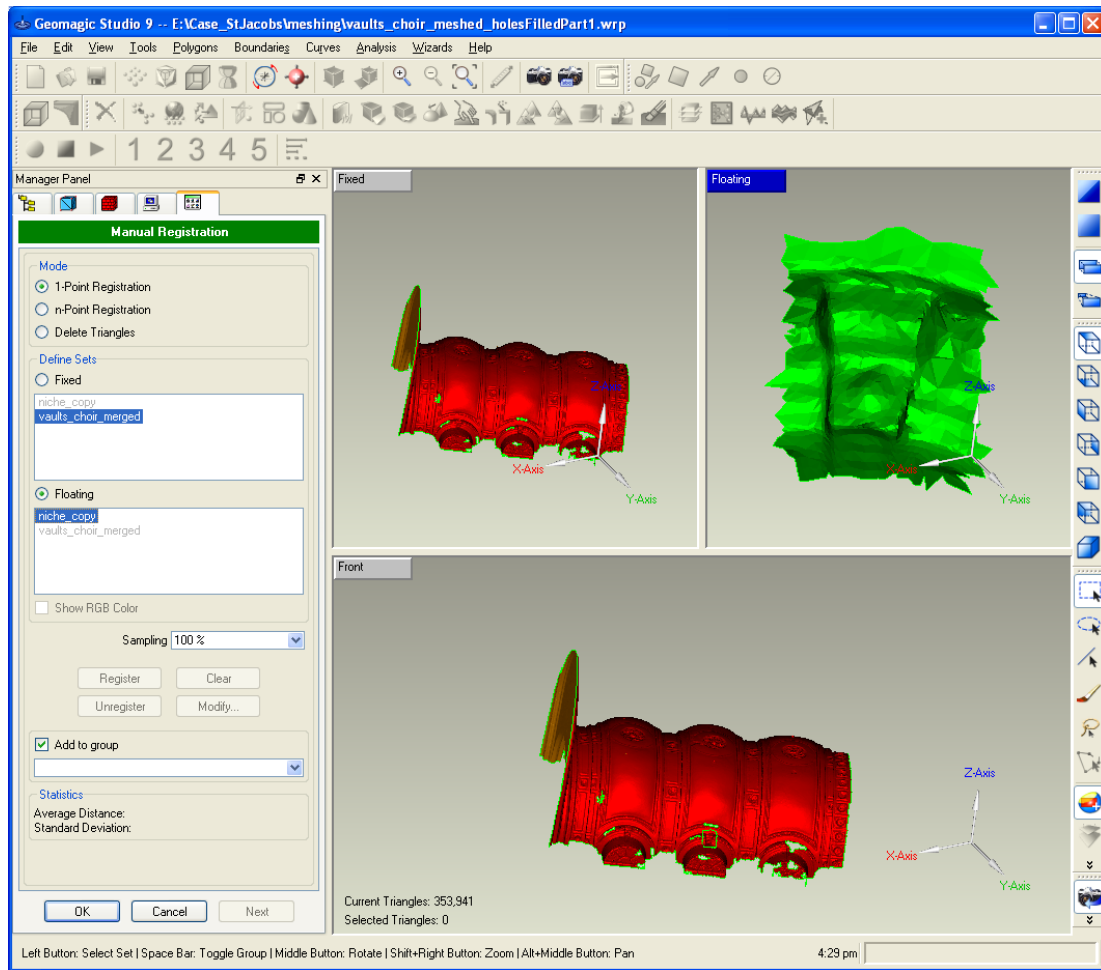 Geomagic Studio 9 -- E:\Case_StJacobs\meshing\vaults_choir_meshed_holesFilledPart1.wrp
File Edit View Tools Polygons Boundaries Curves Analysis Wizards Help
1 2 3 4 5
Manager Panel
Manual Registration
Mode
1-Point Registration
n-Point Registration
Delete Triangles
Define Sets
Fixed
niche_copy
vaults_choir_merged
Floating
niche_copy
vaults_choir_merged
Show RGB Color
Sampling 100 %
Register Clear
Unregister Modify...
Add to group
Statistics
Average Distance:
Standard Deviation:
OK Cancel Next
Fixed
Z-Axis
X-Axis
Y-Axis
Floating
Z-Axis
X-Axis
Y-Axis
Front
Z-Axis
X-Axis
Y-Axis
Current Triangles: 353,941
Selected Triangles: 0
Left Button: Select Set | Space Bar: Toggle Group | Middle Button: Rotate | Shift+Right Button: Zoom | Alt+Middle Button: Pan
4:29 pm